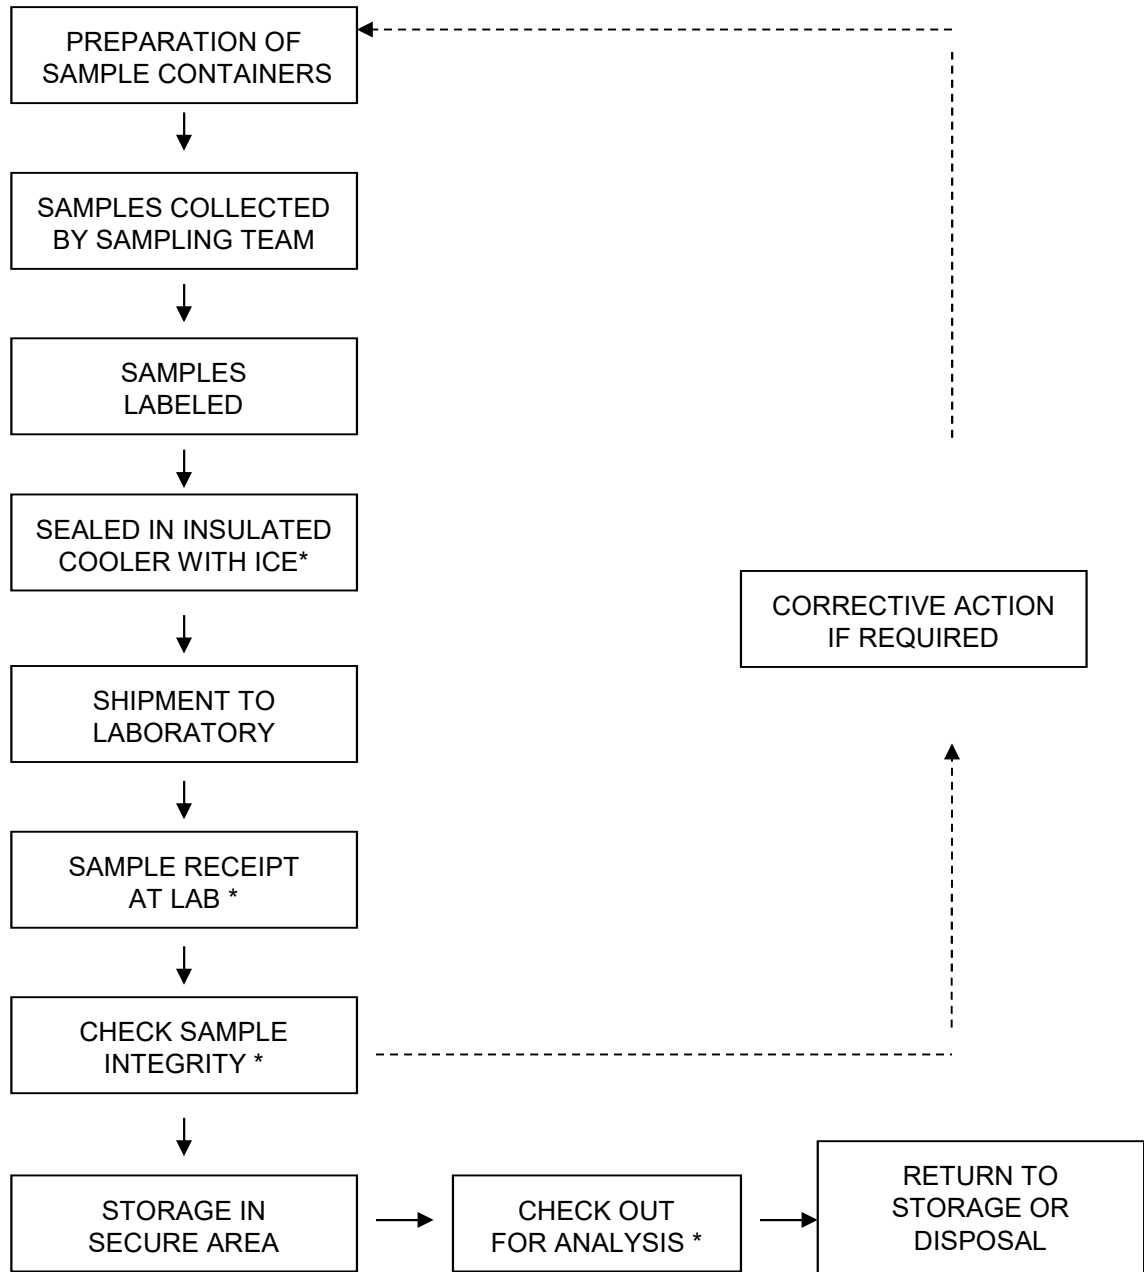 PREPARATION OF
SAMPLE CONTAINERS
SAMPLES COLLECTED
BY SAMPLING TEAM
SAMPLES
LABELED
SEALED IN INSULATED
COOLER WITH ICE*
CORRECTIVE ACTION
IF REQUIRED
SHIPMENT TO
LABORATORY
SAMPLE RECEIPT
AT LAB *
CHECK SAMPLE
INTEGRITY *
STORAGE IN
SECURE AREA
CHECK OUT
FOR ANALYSIS *
RETURN TO
STORAGE OR
DISPOSAL